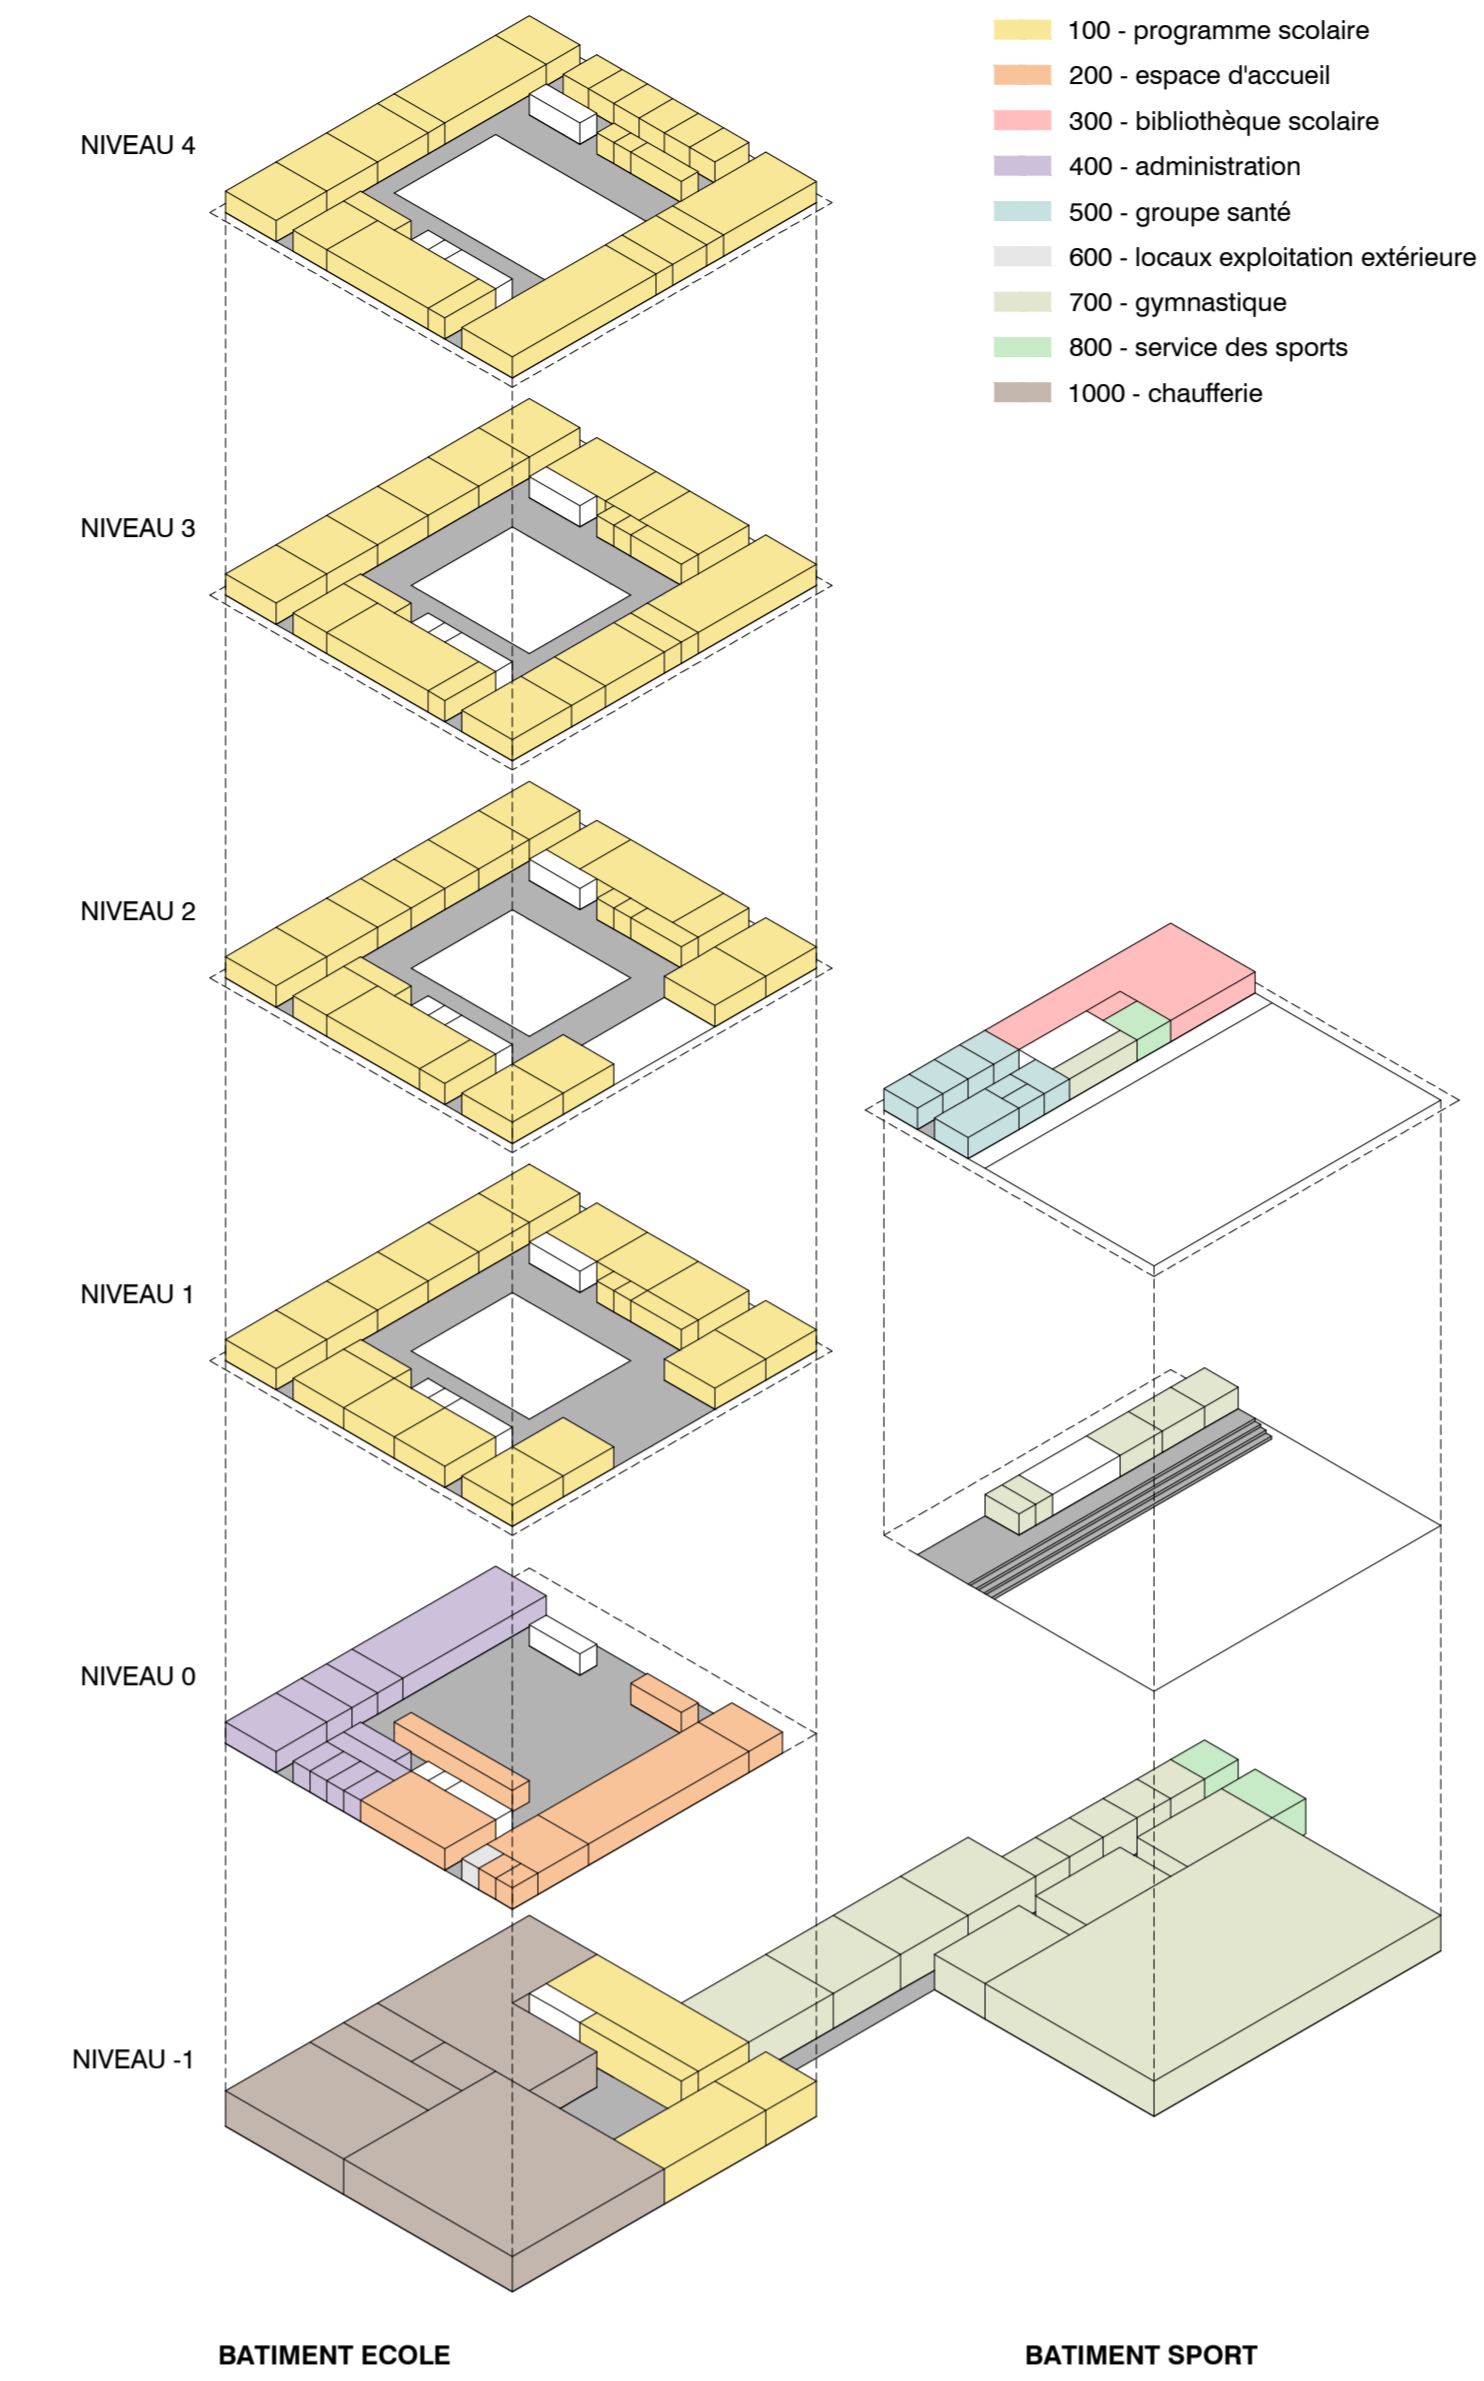 100 - programme scolaire
200 - espace d'accueil
300 - bibliothèque scolaire
400 - administration
500 - groupe santé
600 - locaux exploitation extérieure
700 - gymnastique
800 - service des sports
1000 - chaufferie
NIVEAU 4
NIVEAU 3
NIVEAU 2
NIVEAU 1
NIVEAU 0
NIVEAU -1
BATIMENT ECOLE
BATIMENT SPORT